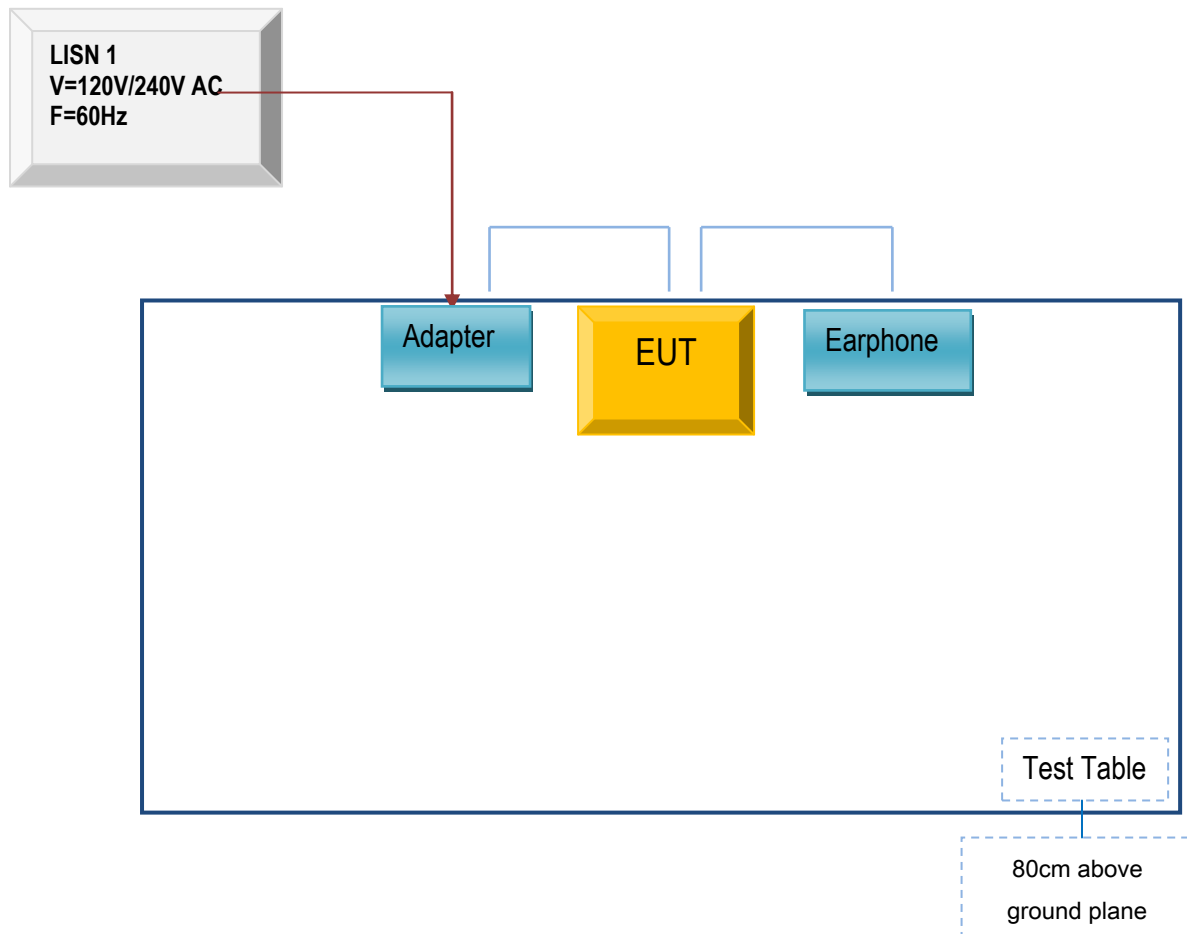 LISN 1
V=120V/240V AC
F=60Hz
Adapter
EUT
Earphone
Test Table
80cm above
ground plane